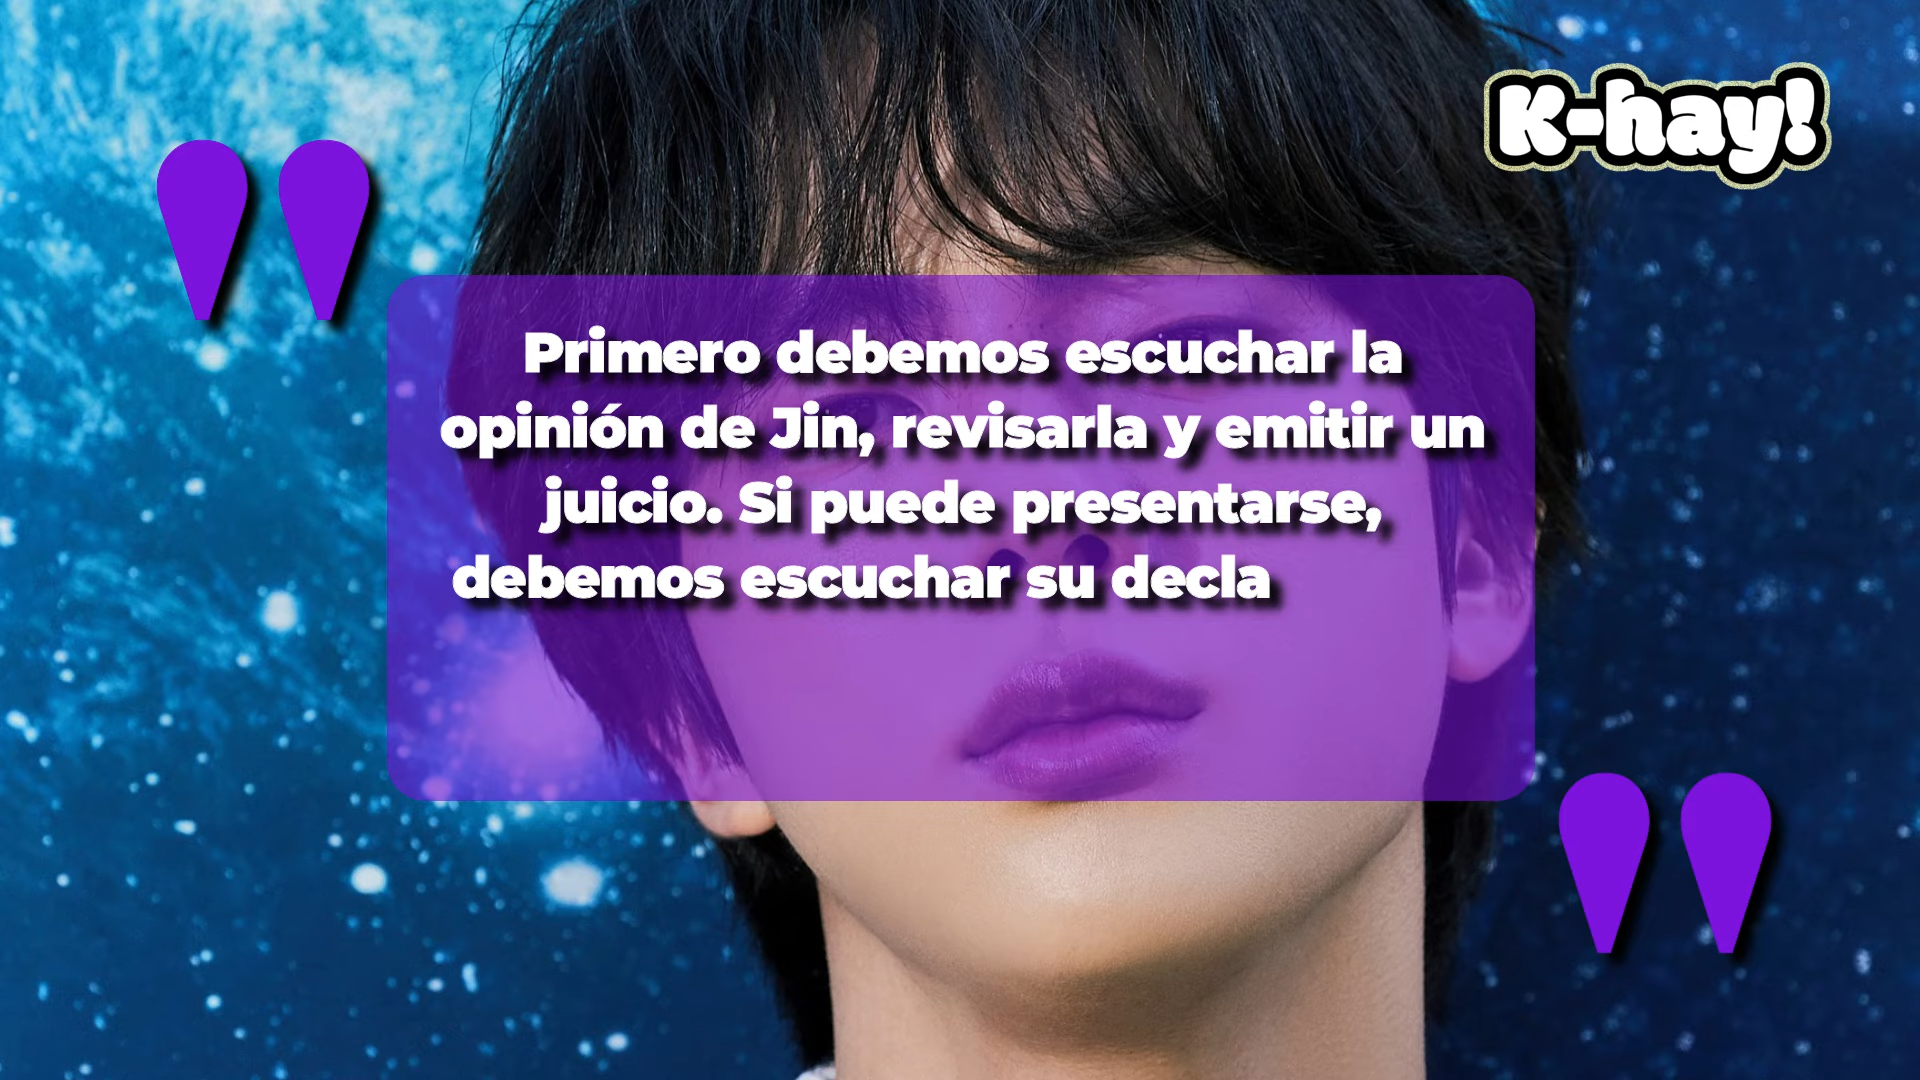 K-hay!
Primero debemos escuchar la
opinión de Jin, revisarla y emitir un
juicio. Si puede presentarse,
debemos escuchar su decla